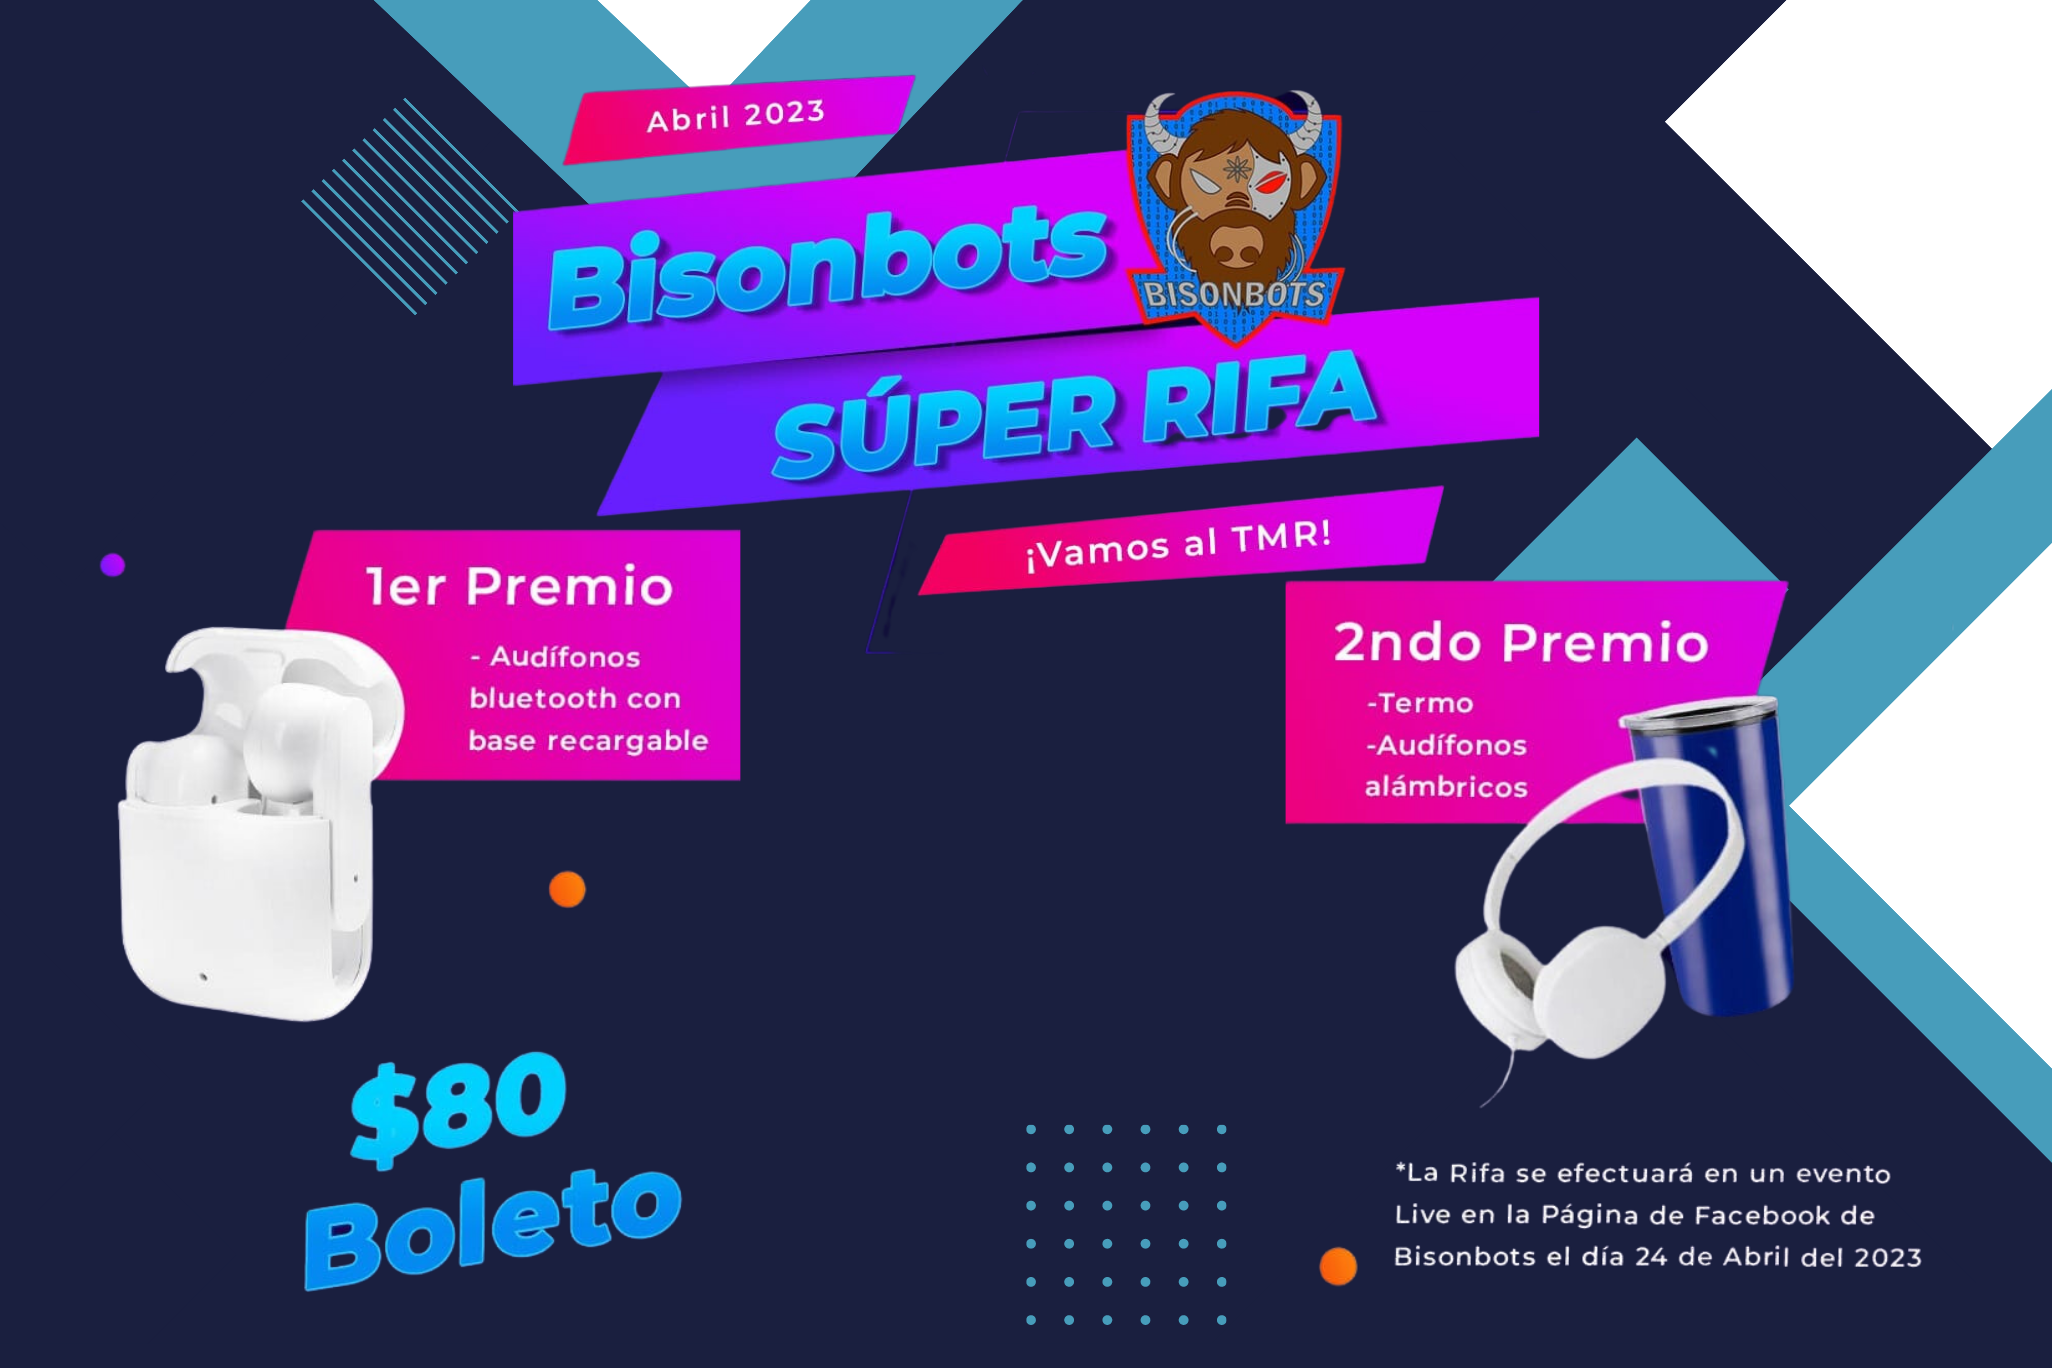 Abril 2023
Bisonbots
BISONBOTS
SÚPER RIFA
¡Vamos al TMR!
1er Premio
- Audífonos
bluetooth con
base recargable
2ndo Premio
-Termo
-Audífonos
alámbricos
$80
Boleto
*La Rifa se efectuará en un evento
Live en la Página de Facebook de
Bisonbots el día 24 de Abril del 2023